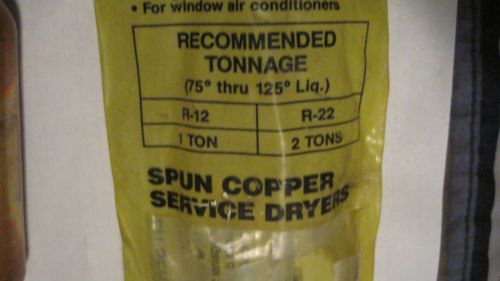 • For window air conditioners
RECOMMENDED
TONNAGE
(75° thru 125° Liq.)
R-12 R-22
1 TON 2 TONS
SPUN COPPER
SERVICE DRYERS